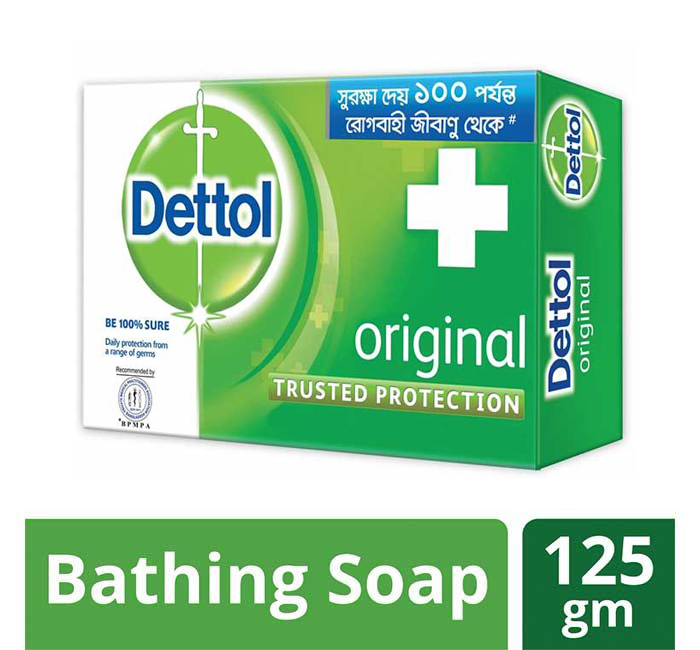 সুরক্ষা দেয় ১০০ পর্যন্ত
রোগবাহী জীবাণু থেকে #
Dettol
BE 100% SURE
Daily protection from
a range of germs
Recommended by
*BPMPA
original
TRUSTED PROTECTION
Dettol
Dettol
original
Bathing Soap
125
gm